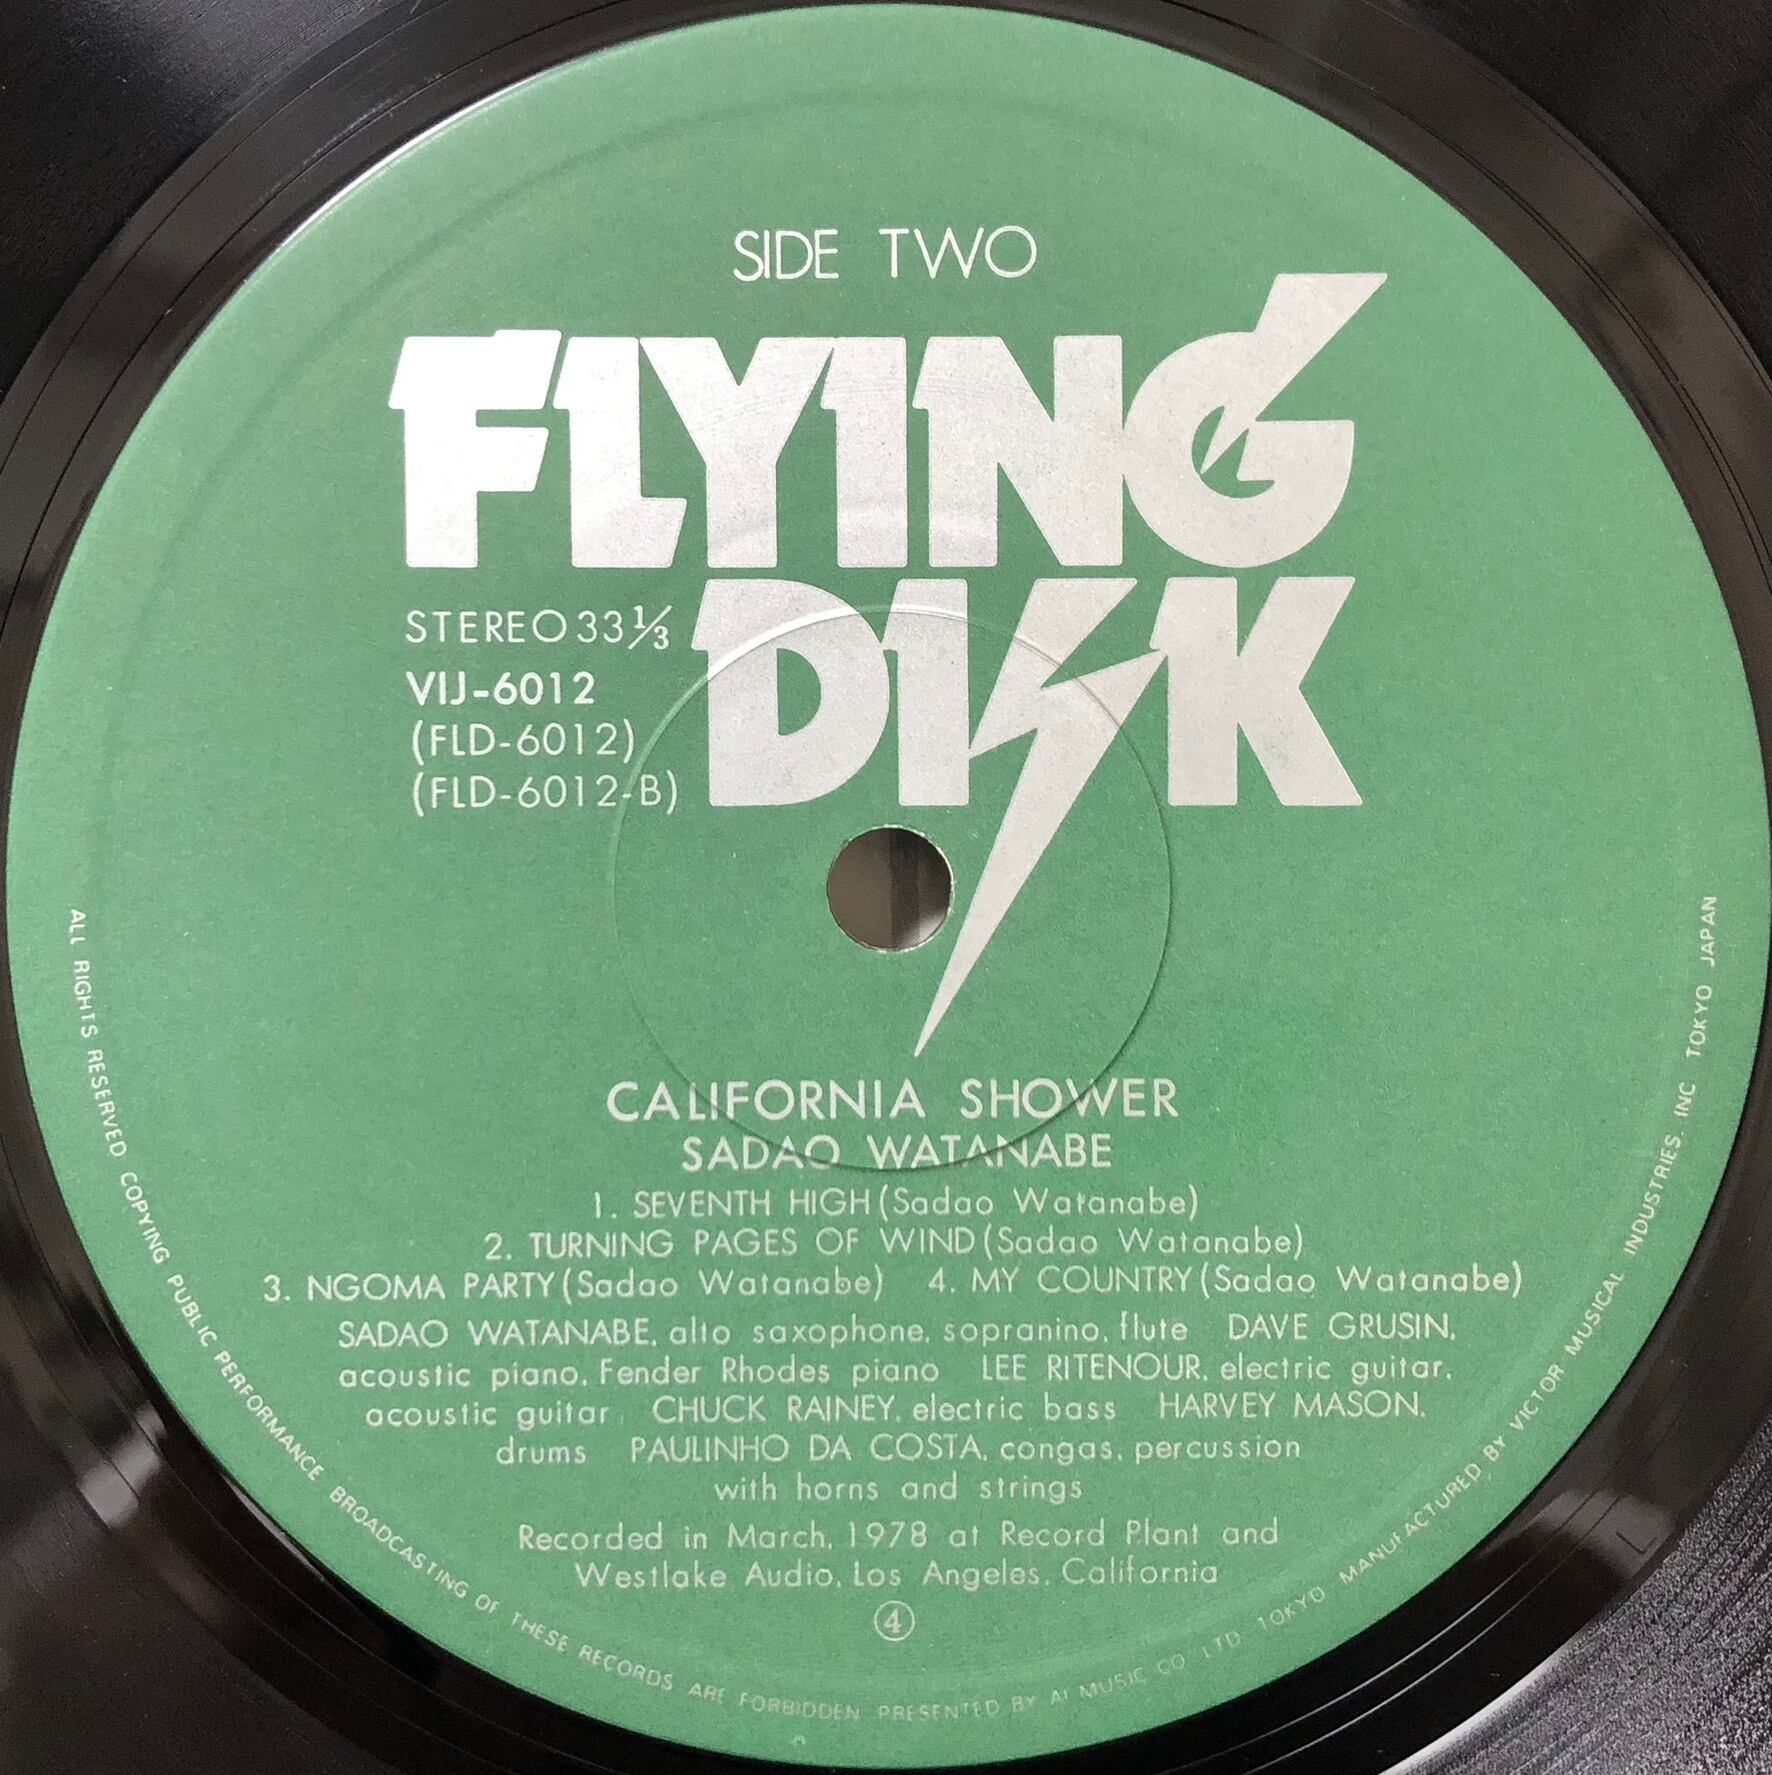 SIDE TWO
FLYING
DISK
STEREO 33⅓
VIJ-6012
(FLD-6012)
(FLD-6012-B)
CALIFORNIA SHOWER
SADAO WATANABE
1. SEVENTH HIGH (Sadao Watanabe)
2. TURNING PAGES OF WIND (Sadao Watanabe)
3. NGOMA PARTY (Sadao Watanabe) 4. MY COUNTRY (Sadao Watanabe)
SADAO WATANABE, alto saxophone, sopranino, flute DAVE GRUSIN,
acoustic piano, Fender Rhodes piano LEE RITENOUR, electric guitar,
acoustic guitar, CHUCK RAINEY, electric bass HARVEY MASON,
drums PAULINHO DA COSTA, congas, percussion
with horns and strings
Recorded in March, 1978 at Record Plant and
Westlake Audio, Los Angeles, California
④
ALL RIGHTS RESERVED COPYING PUBLIC PERFORMANCE BROADCASTING OF THESE RECORDS ARE FORBIDDEN PRESENTED BY AI MUSIC CO LTD TOKYO MANUFACTURED BY VICTOR MUSICAL INDUSTRIES, INC TOKYO JAPAN